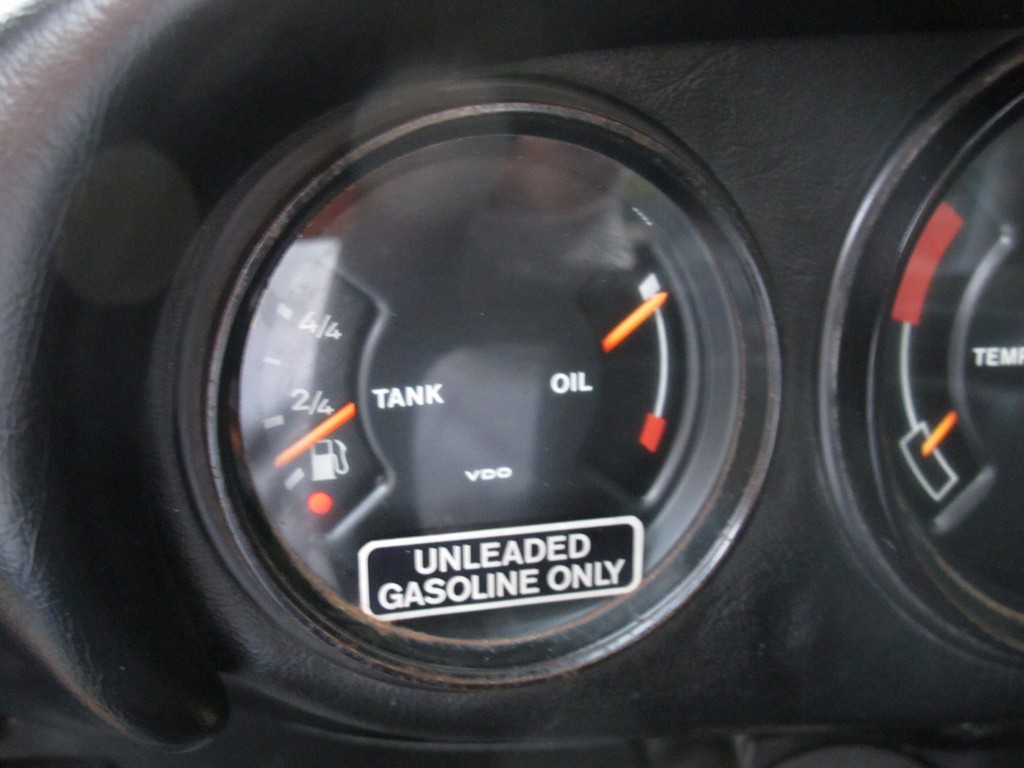 4/4
2/4
TANK
OIL
VDO
UNLEADED
GASOLINE ONLY
TEMP